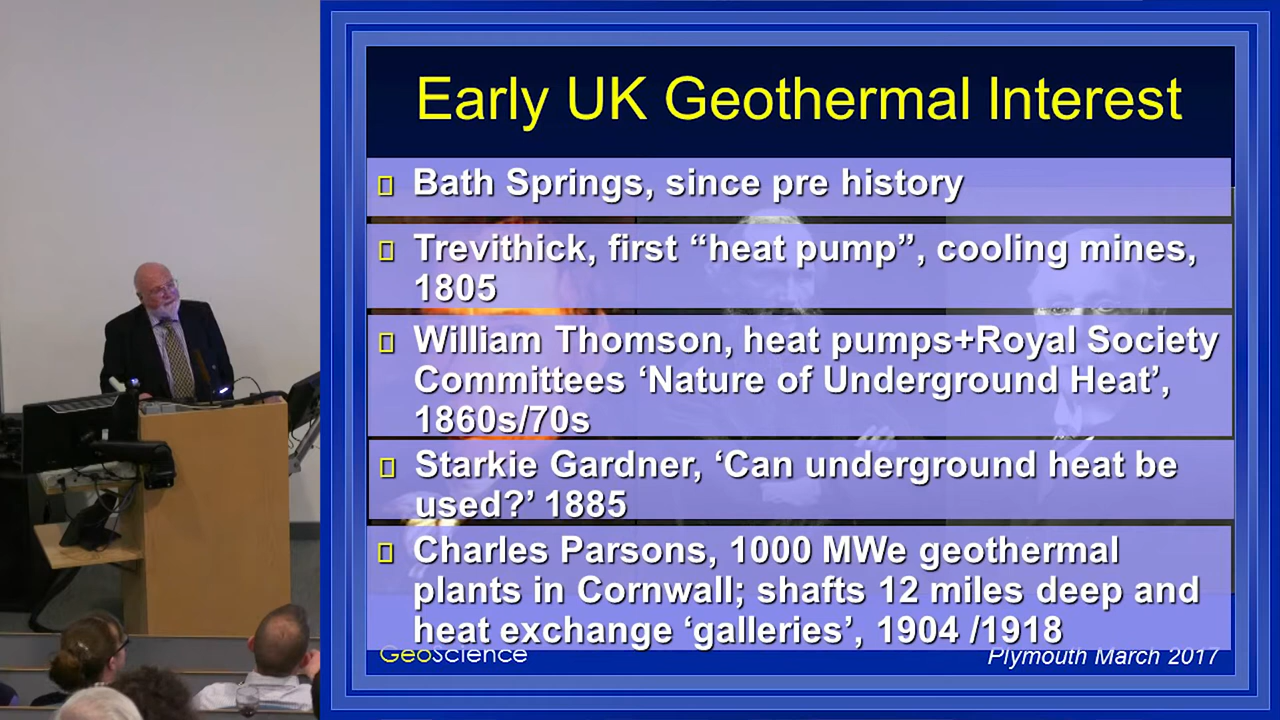 Early UK Geothermal Interest
Bath Springs, since pre history
Trevithick, first “heat pump”, cooling mines,
1805
William Thomson, heat pumps+Royal Society
Committees ‘Nature of Underground Heat’,
1860s/70s
Starkie Gardner, ‘Can underground heat be
used?’ 1885
Charles Parsons, 1000 MWe geothermal
plants in Cornwall; shafts 12 miles deep and
heat exchange ‘galleries’, 1904 /1918
GeoScience
Plymouth March 2017